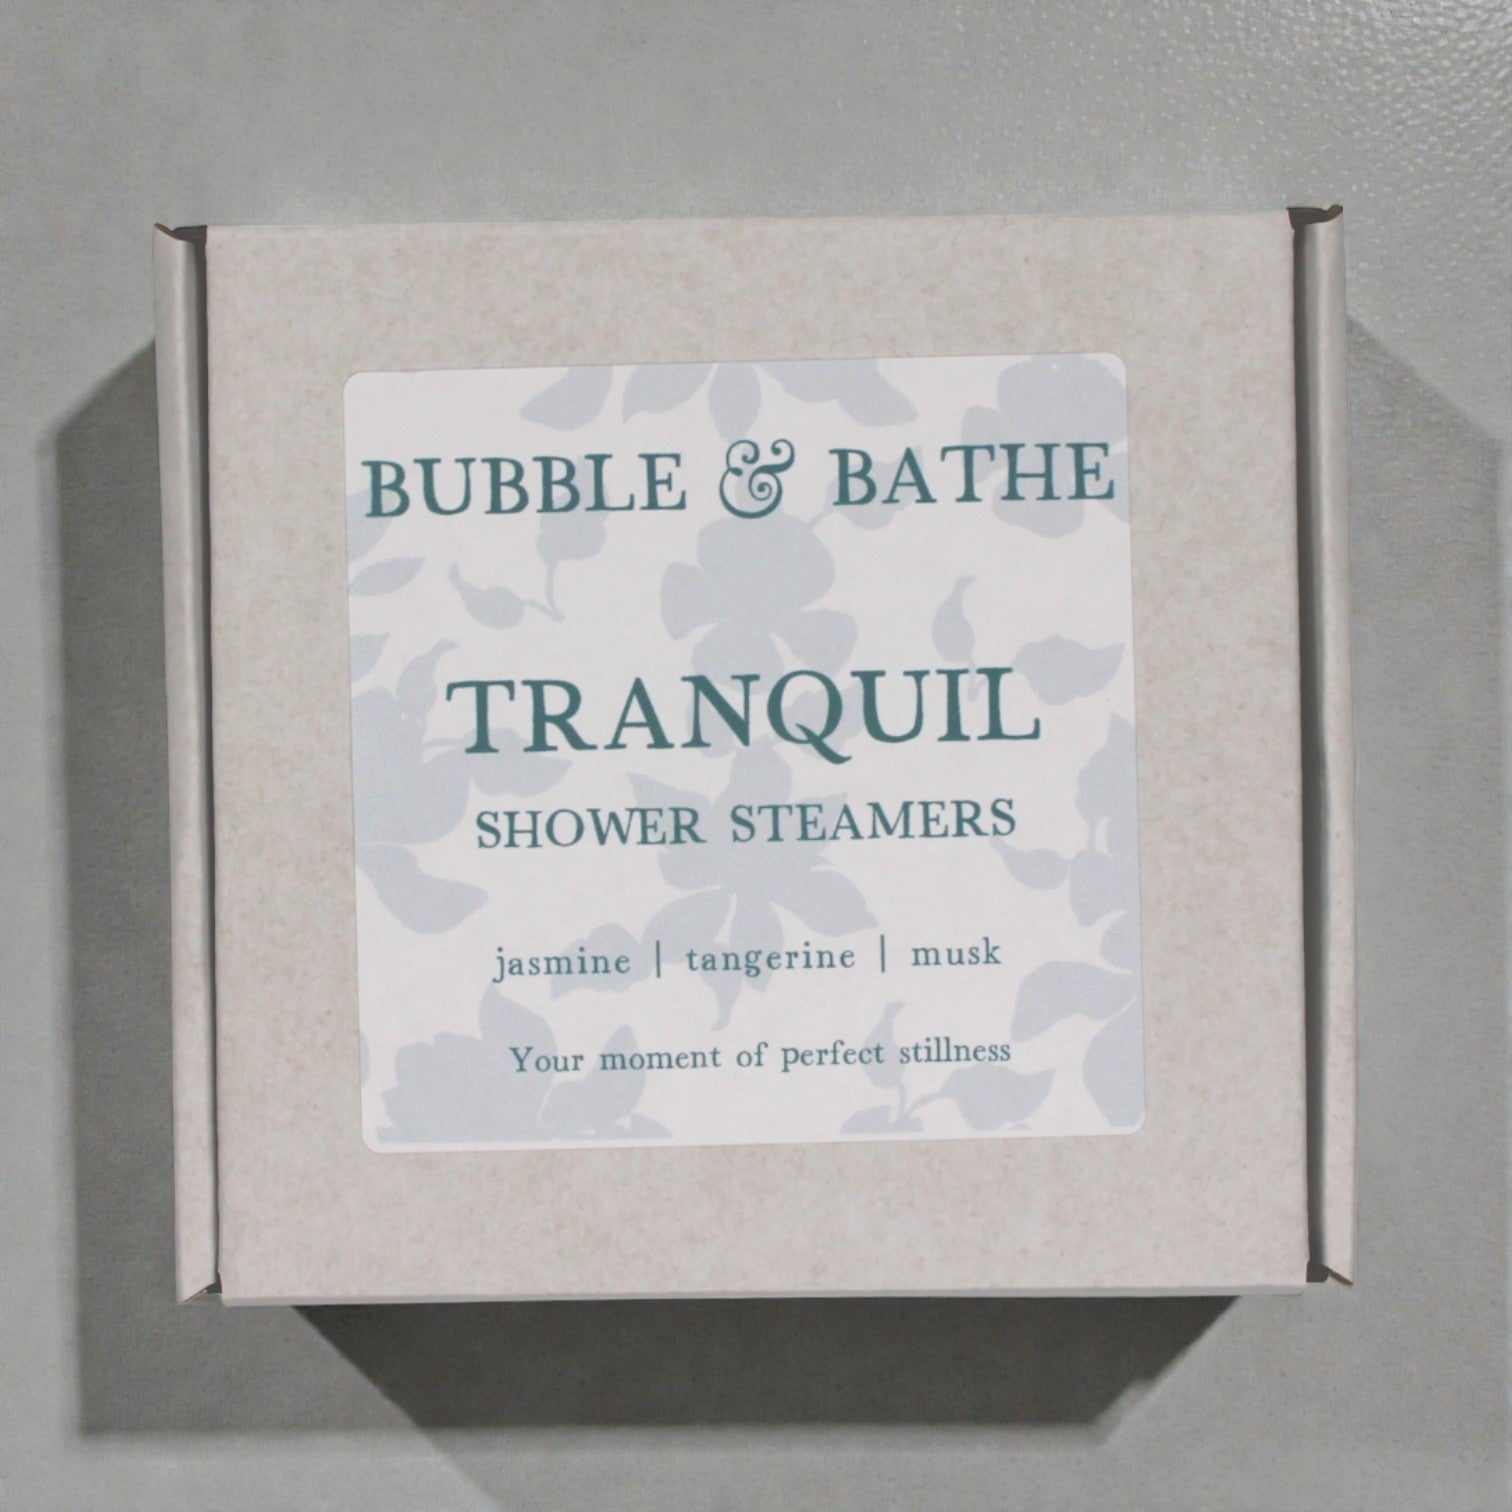 BUBBLE & BATHE
TRANQUIL
SHOWER STEAMERS
jasmine | tangerine | musk
Your moment of perfect stillness